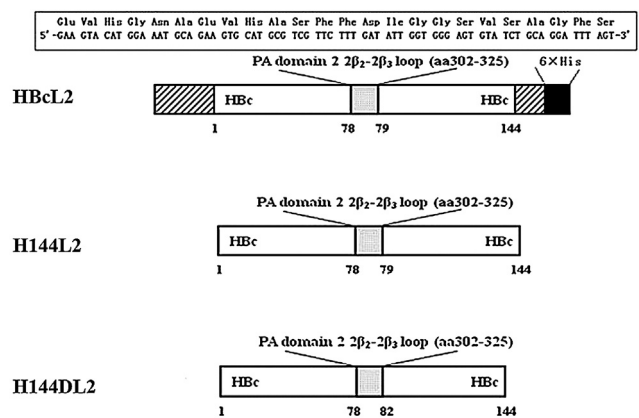 Glu Val His Gly Asn Ala Glu Val His Ala Ser Phe Phe Asp Ile Gly Gly Ser Val Ser Ala Gly Phe Ser
5' -GAA GTA CAT GGA AAT GCA GAA GTG CAT GCG TCG TTC TTT GAT ATT GGT GGG AGT GTA TCT GCA GGA TTT AGT-3'
PA domain 2 2β₂-2β₃ loop (aa302-325)
6×His
HBcL2
HBc
HBc
1
78
79
144
PA domain 2 2β₂-2β₃ loop (aa302-325)
H144L2
HBc
HBc
1
78
79
144
PA domain 2 2β₂-2β₃ loop (aa302-325)
H144DL2
HBc
HBc
1
78
82
144